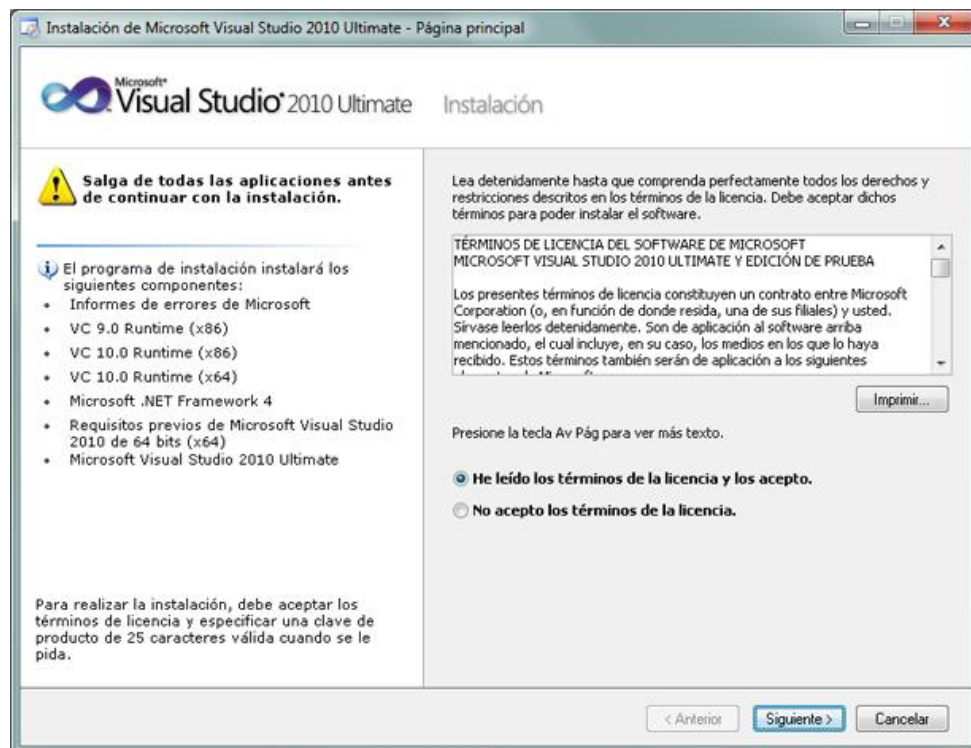 Instalación de Microsoft Visual Studio 2010 Ultimate - Página principal
Microsoft®
Visual Studio® 2010 Ultimate Instalación
Salga de todas las aplicaciones antes
de continuar con la instalación.
El programa de instalación instalará los
siguientes componentes:
• Informes de errores de Microsoft
• VC 9.0 Runtime (x86)
• VC 10.0 Runtime (x86)
• VC 10.0 Runtime (x64)
• Microsoft .NET Framework 4
• Requisitos previos de Microsoft Visual Studio
2010 de 64 bits (x64)
• Microsoft Visual Studio 2010 Ultimate
Para realizar la instalación, debe aceptar los
términos de licencia y especificar una clave de
producto de 25 caracteres válida cuando se le
pida.
Lea detenidamente hasta que comprenda perfectamente todos los derechos y
restricciones descritos en los términos de la licencia. Debe aceptar dichos
términos para poder instalar el software.
TÉRMINOS DE LICENCIA DEL SOFTWARE DE MICROSOFT
MICROSOFT VISUAL STUDIO 2010 ULTIMATE Y EDICIÓN DE PRUEBA
Los presentes términos de licencia constituyen un contrato entre Microsoft
Corporation (o, en función de donde resida, una de sus filiales) y usted.
Sírvase leerlos detenidamente. Son de aplicación al software arriba
mencionado, el cual incluye, en su caso, los medios en los que lo haya
recibido. Estos términos también serán de aplicación a los siguientes
Imprimir...
Presione la tecla Av Pág para ver más texto.
He leído los términos de la licencia y los acepto.
No acepto los términos de la licencia.
< Anterior
Siguiente >
Cancelar